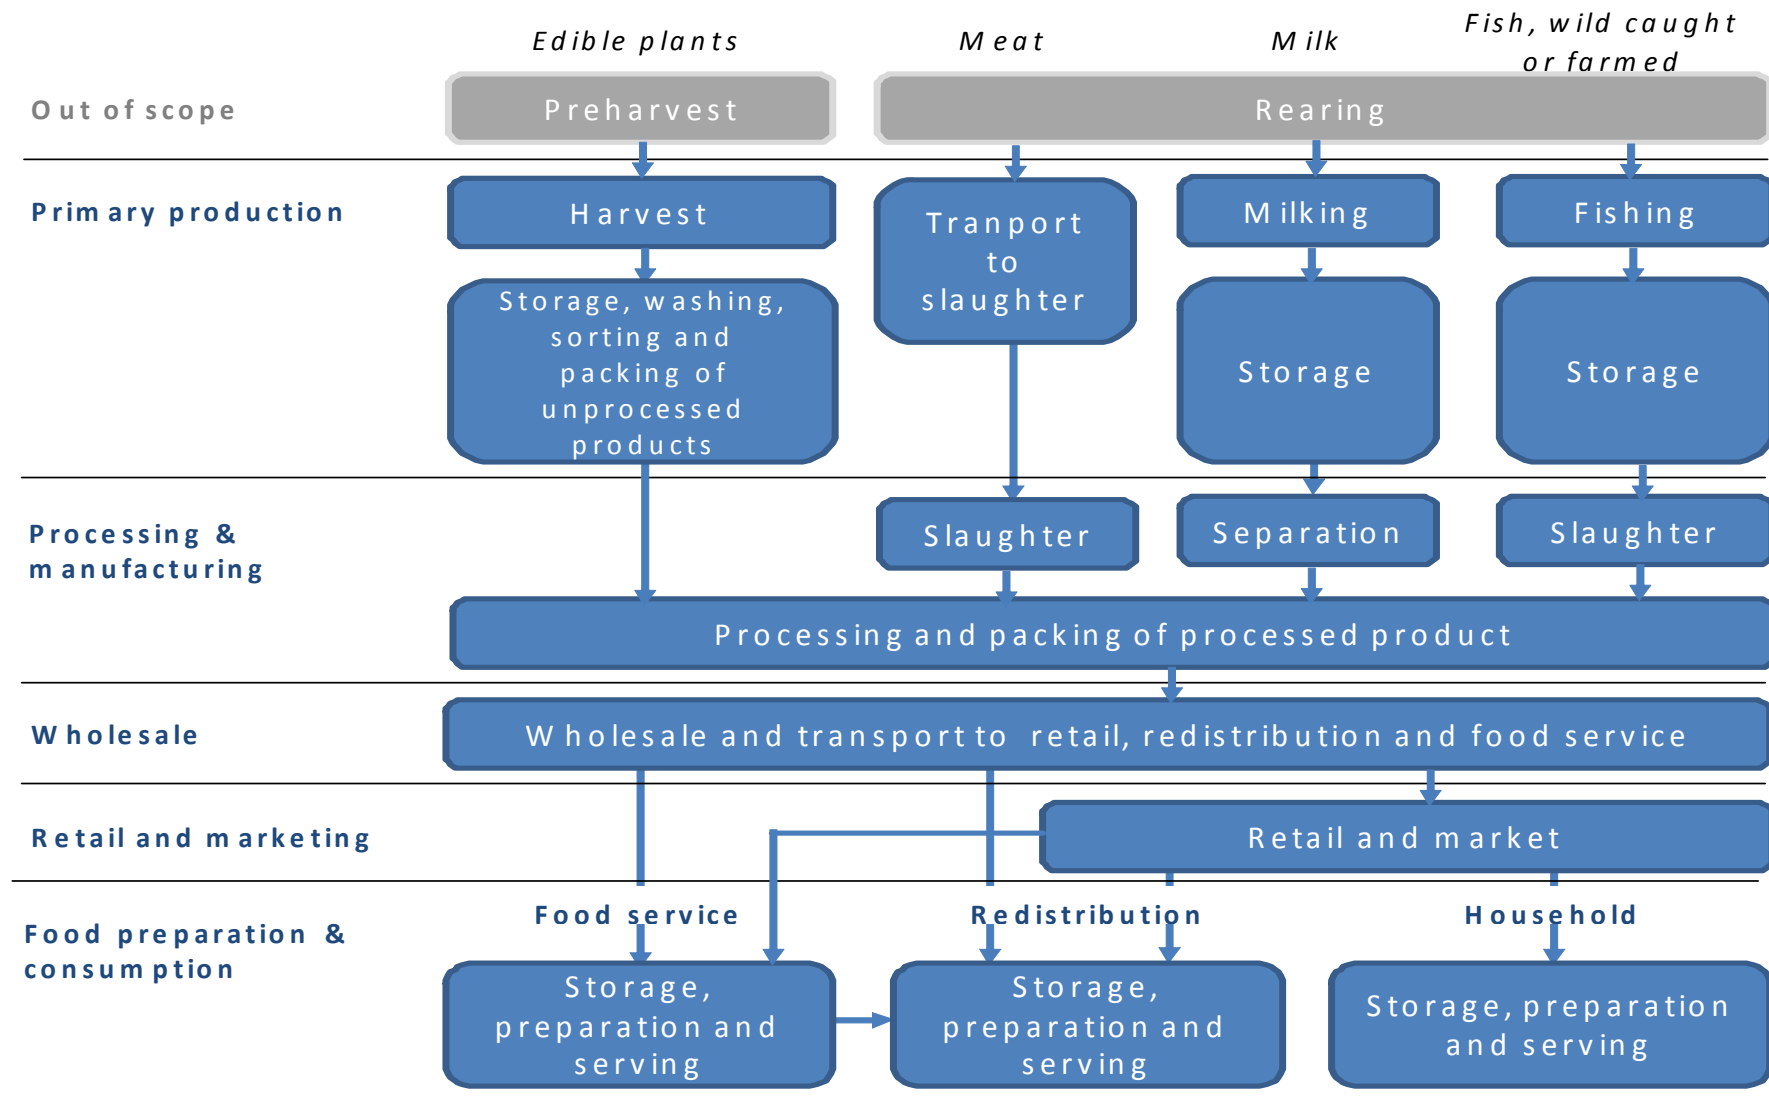 Edible plants
Meat
Milk
Fish, wild caught
or farmed
Out of scope
Preharvest
Rearing
Primary production
Harvest
Tranport
to
slaughter
Milking
Fishing
Storage, washing,
sorting and
packing of
unprocessed
products
Storage
Storage
Processing &
manufacturing
Slaughter
Separation
Slaughter
Processing and packing of processed product
Wholesale
Wholesale and transport to retail, redistribution and food service
Retail and marketing
Retail and market
Food preparation &
consumption
Food service
Redistribution
Household
Storage,
preparation and
serving
Storage,
preparation and
serving
Storage, preparation
and serving